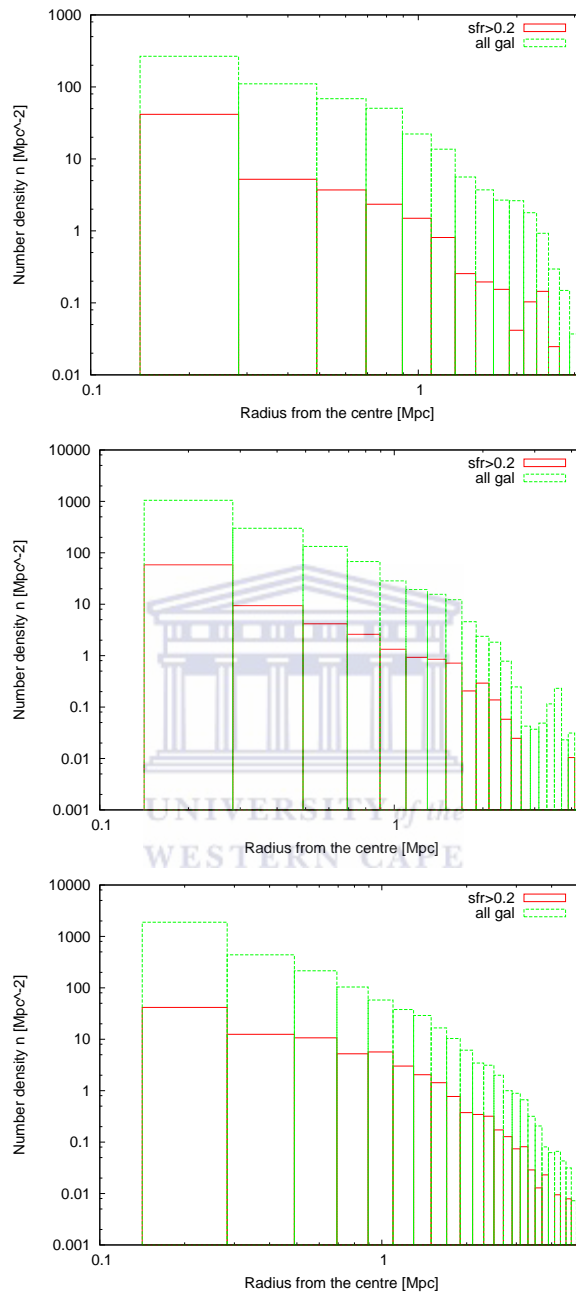 sfr>0.2
all gal
1000
100
10
1
0.1
0.01
0.1
1
Number density n [Mpc^-2]
Radius from the centre [Mpc]
sfr>0.2
all gal
10000
1000
100
10
1
0.1
0.01
0.001
0.1
1
Number density n [Mpc^-2]
UNIVERSITY of the
Radius from the centre [Mpc]
WESTERN CAPE
sfr>0.2
all gal
10000
1000
100
10
1
0.1
0.01
0.001
0.1
1
Number density n [Mpc^-2]
Radius from the centre [Mpc]